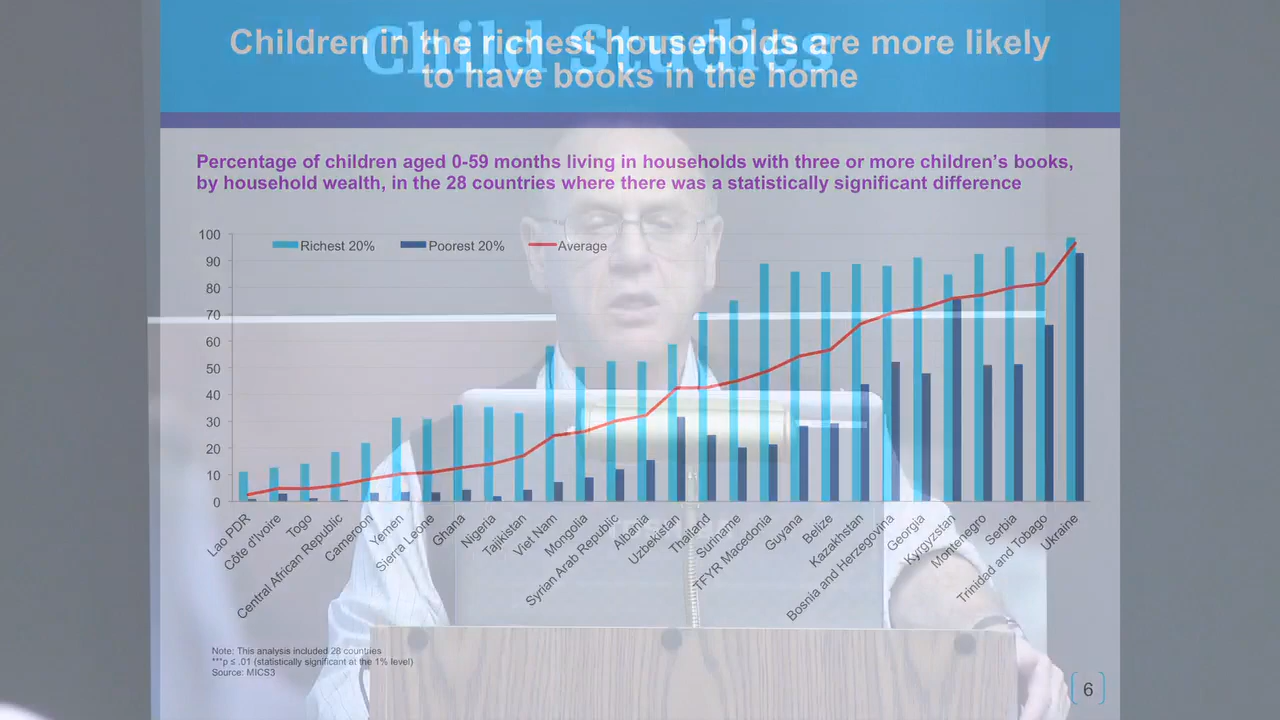 Child Studies
Children in the richest households are more likely
to have books in the home
Percentage of children aged 0-59 months living in households with three or more children's books,
by household wealth, in the 28 countries where there was a statistically significant difference
Richest 20%
Poorest 20%
Average
100
90
80
70
60
50
40
30
20
10
0
Lao PDR
Côte d'Ivoire
Togo
Central African Republic
Cameroon
Yemen
Sierra Leone
Ghana
Nigeria
Tajikistan
Viet Nam
Mongolia
Syrian Arab Republic
Albania
Uzbekistan
Thailand
Suriname
TFYR Macedonia
Guyana
Belize
Kazakhstan
Bosnia and Herzegovina
Georgia
Kyrgyzstan
Montenegro
Serbia
Trinidad and Tobago
Ukraine
Note: This analysis included 28 countries
***p ≤ .01 (statistically significant at the 1% level)
Source: MICS3
6